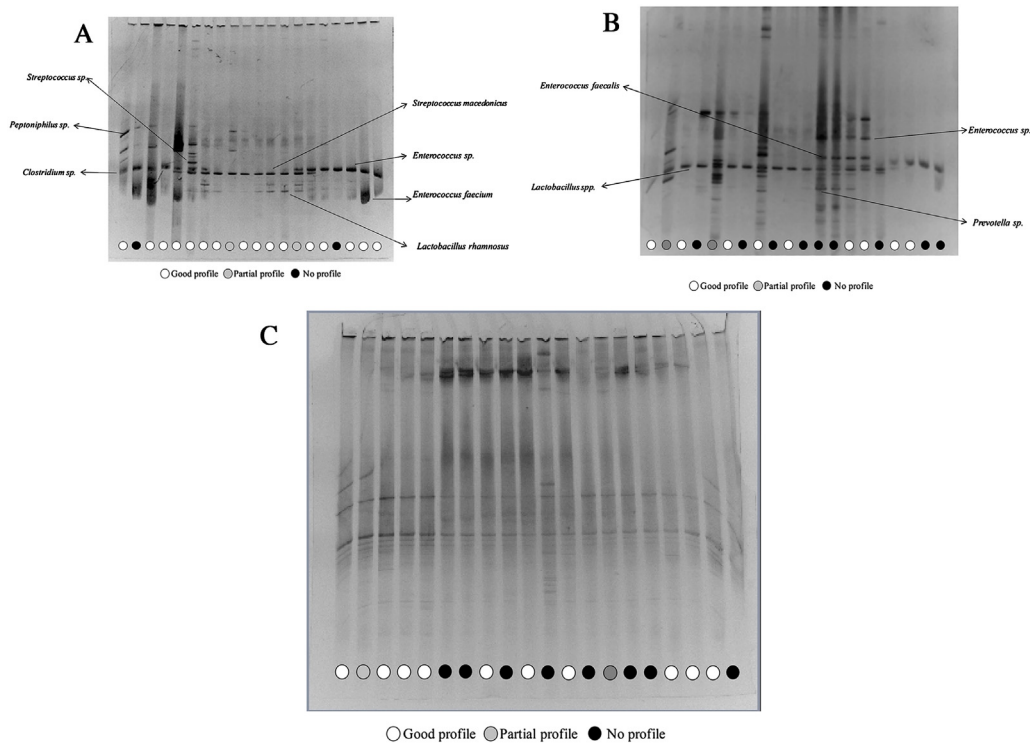 A
Streptococcus sp.
Peptoniphilus sp.
Clostridium sp.
Streptococcus macedonicus
Enterococcus sp.
Enterococcus faecium
Lactobacillus rhamnosus
Good profile Partial profile No profile
B
Enterococcus faecalis
Enterococcus sp.
Lactobacillus spp.
Prevotella sp.
Good profile Partial profile No profile
C
Good profile Partial profile No profile